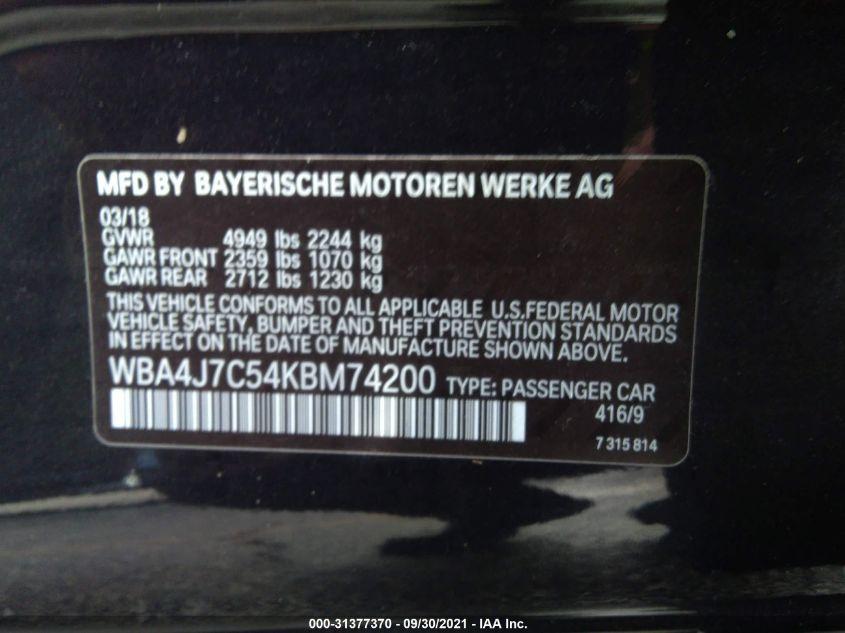 MFD BY BAYERISCHE MOTOREN WERKE AG
03/18
GVWR 4949 lbs 2244 kg
GAWR FRONT 2359 lbs 1070 kg
GAWR REAR 2712 lbs 1230 kg
THIS VEHICLE CONFORMS TO ALL APPLICABLE U.S.FEDERAL MOTOR
VEHICLE SAFETY, BUMPER AND THEFT PREVENTION STANDARDS
IN EFFECT ON THE DATE OF MANUFACTURE SHOWN ABOVE.
WBA4J7C54KBM74200 TYPE: PASSENGER CAR
416/9
7 315 814
000-31377370 - 09/30/2021 - IAA Inc.